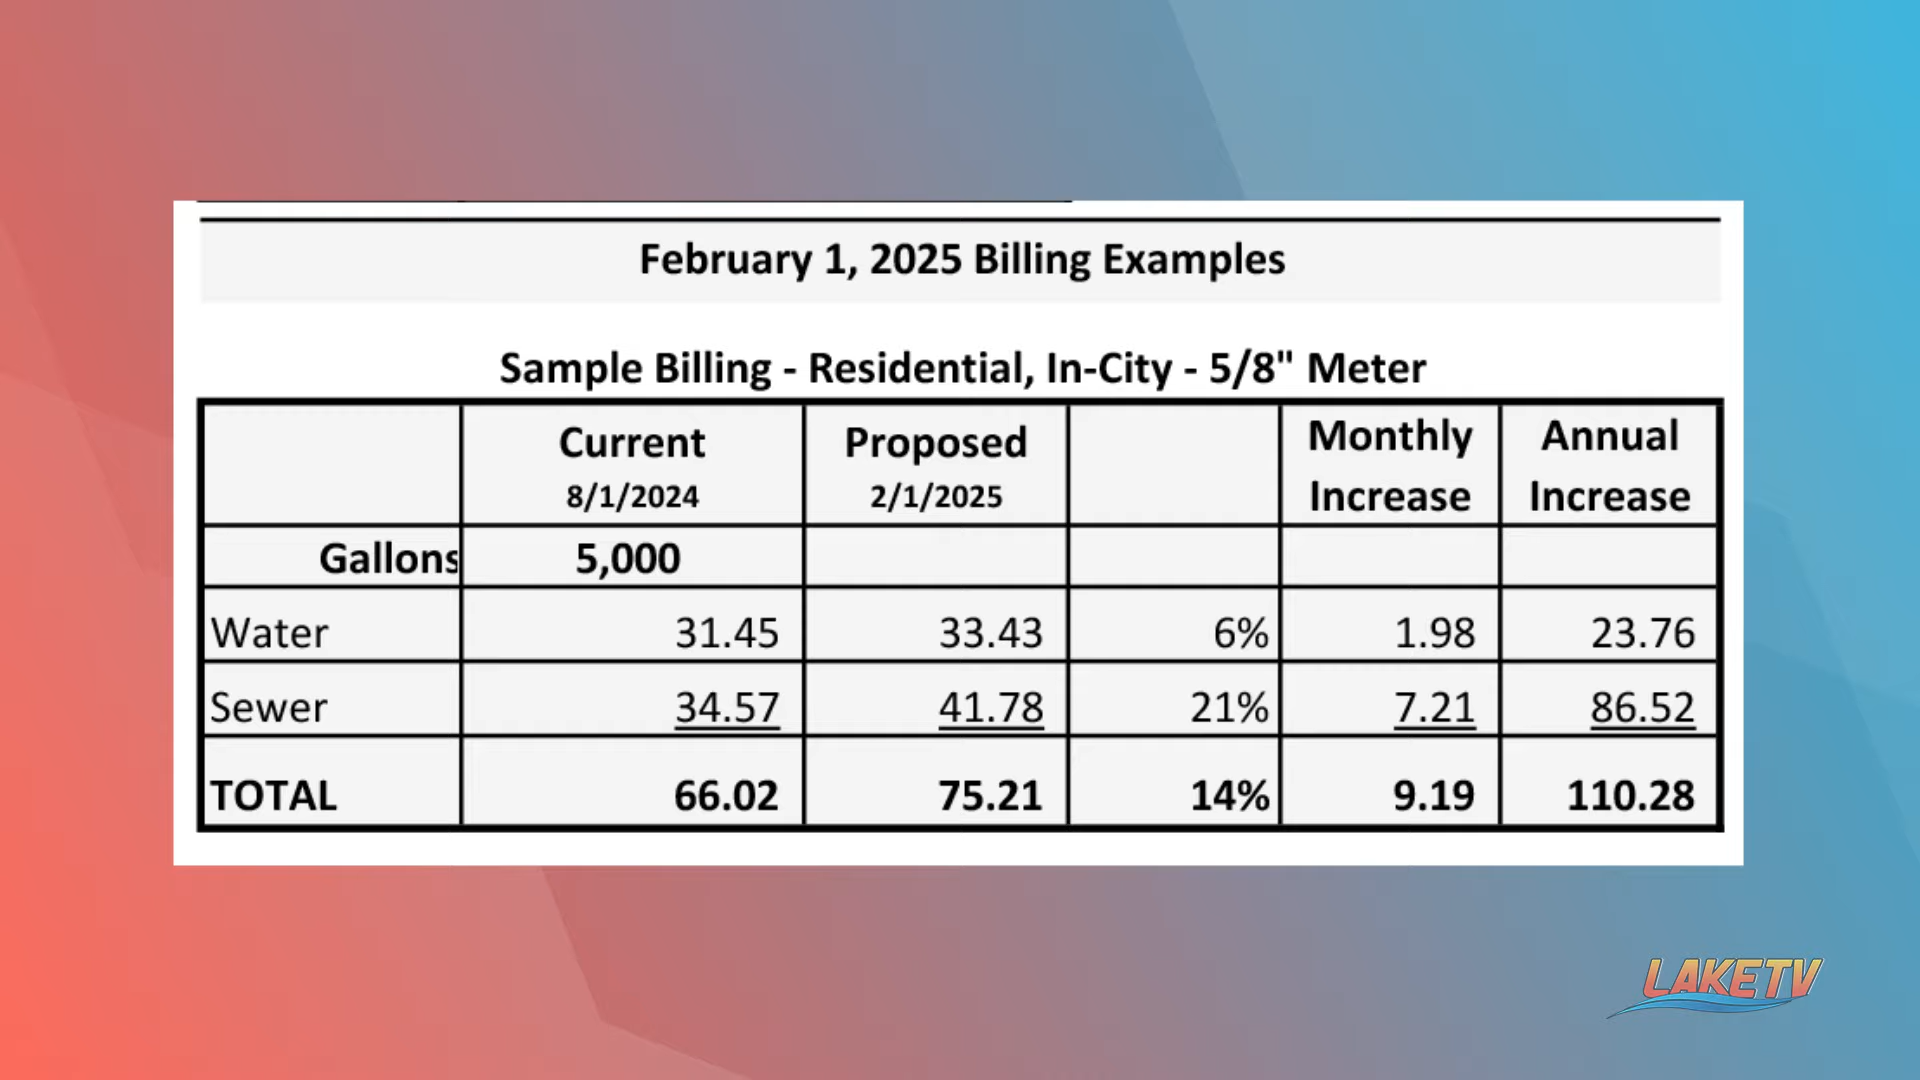 February 1, 2025 Billing Examples
Sample Billing - Residential, In-City - 5/8" Meter
Current Proposed Monthly Annual
8/1/2024 2/1/2025 Increase Increase
Gallons 5,000
Water 31.45 33.43 6% 1.98 23.76
Sewer 34.57 41.78 21% 7.21 86.52
TOTAL 66.02 75.21 14% 9.19 110.28
LAKETV